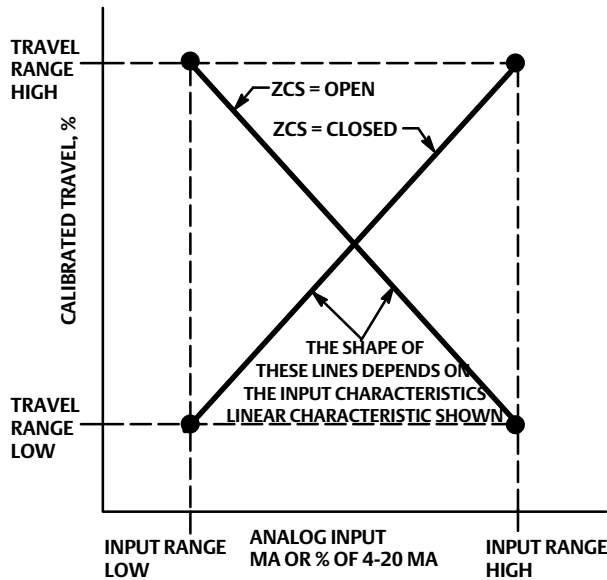 TRAVEL
RANGE
HIGH
ZCS = OPEN
ZCS = CLOSED
CALIBRATED TRAVEL, %
THE SHAPE OF
THESE LINES DEPENDS ON
THE INPUT CHARACTERISTICS
LINEAR CHARACTERISTIC SHOWN
TRAVEL
RANGE
LOW
INPUT RANGE
LOW
ANALOG INPUT
MA OR % OF 4-20 MA
INPUT RANGE
HIGH